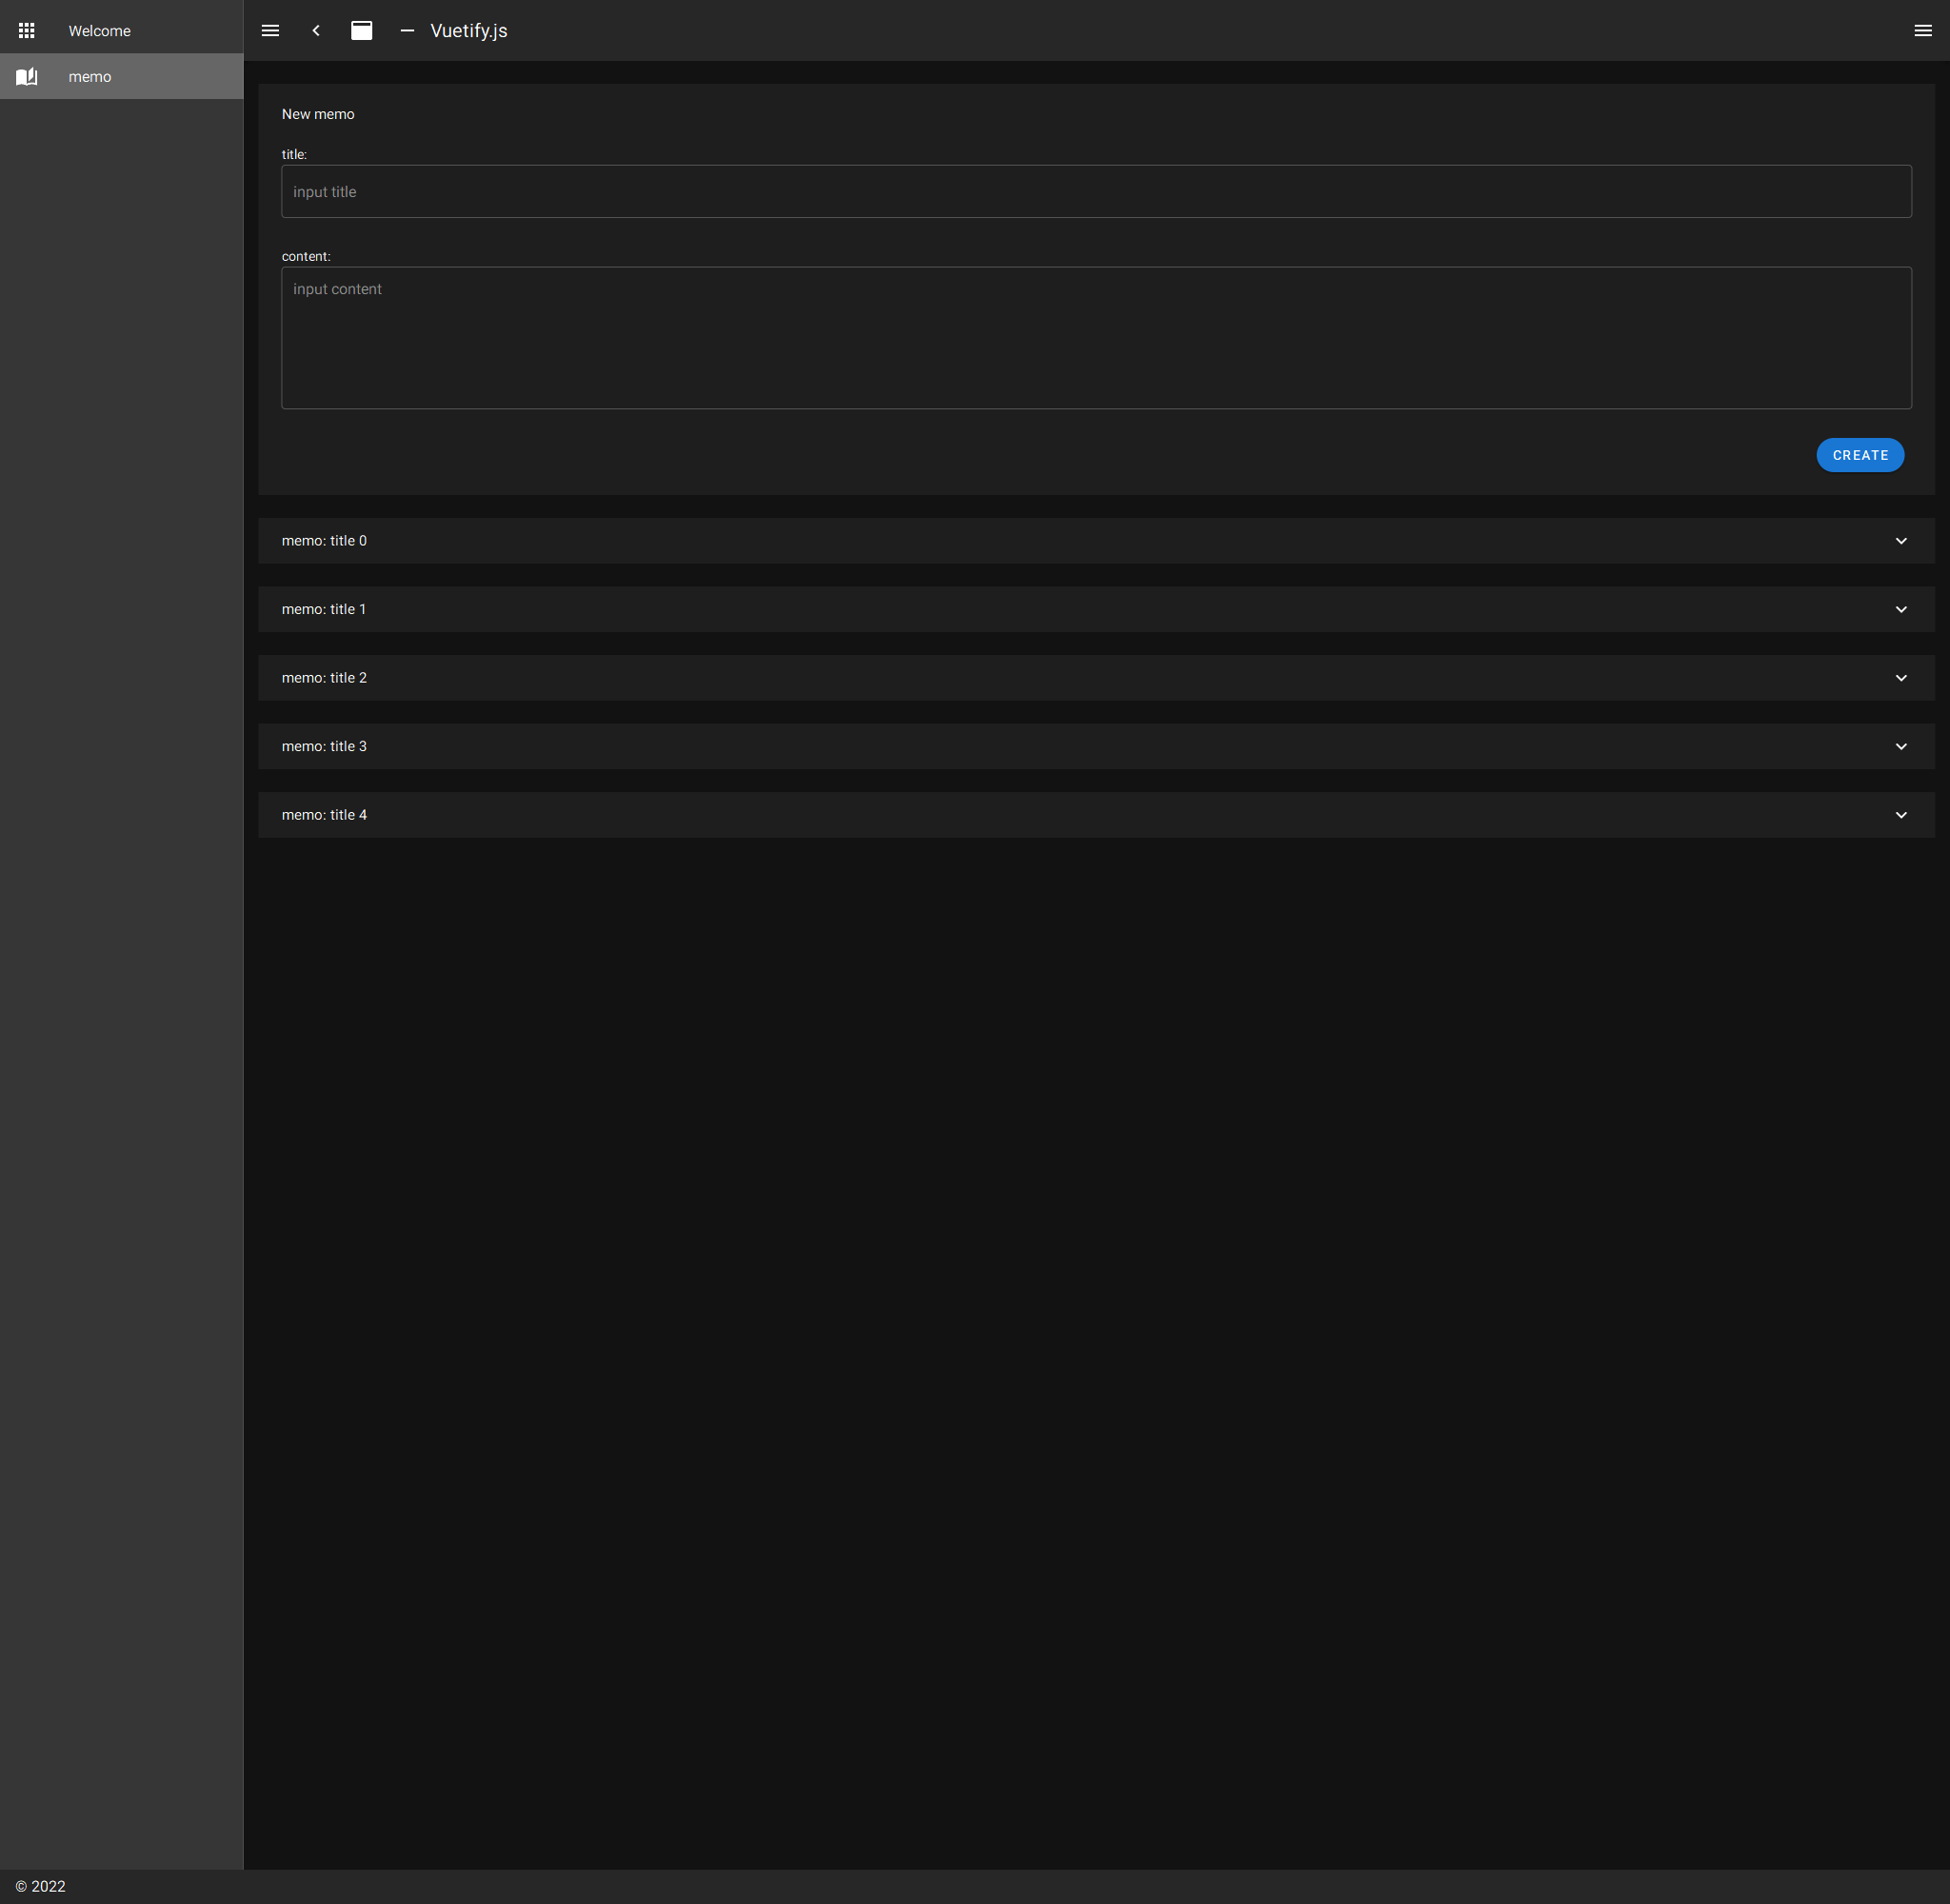 Welcome
memo
Vuetify.js
New memo
title:
input title
content:
input content
CREATE
memo: title 0
memo: title 1
memo: title 2
memo: title 3
memo: title 4
© 2022